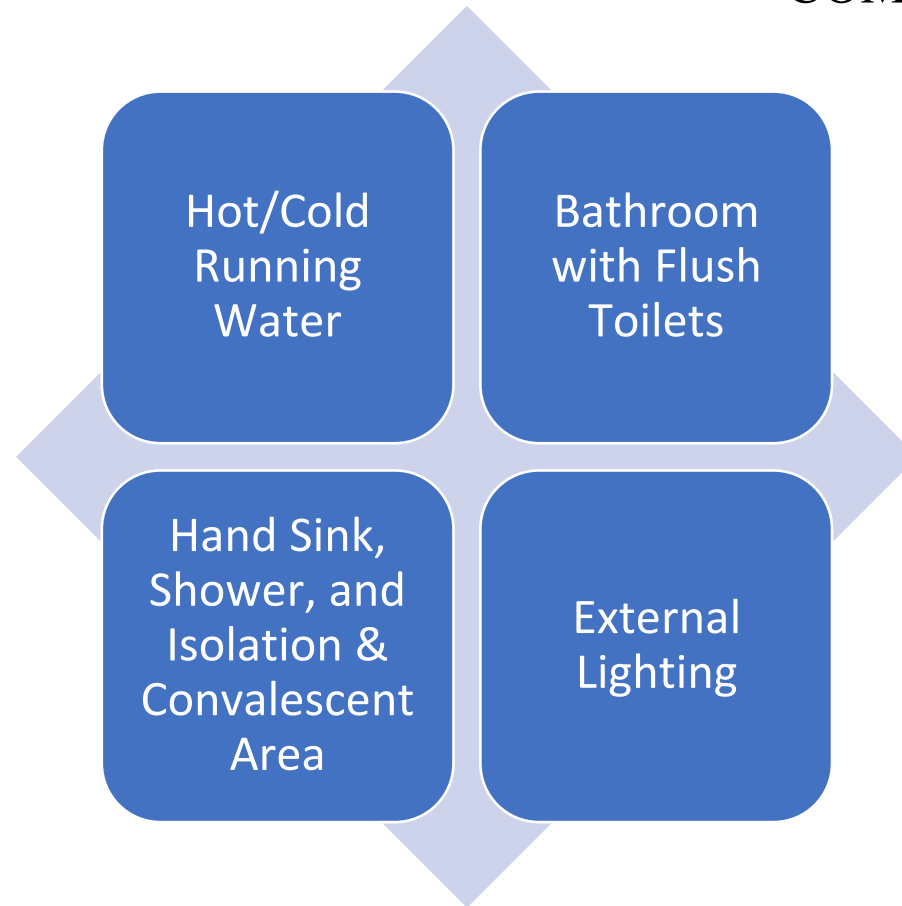 Hot/Cold
Running
Water
Bathroom
with Flush
Toilets
Hand Sink,
Shower, and
Isolation &
Convalescent
Area
External
Lighting